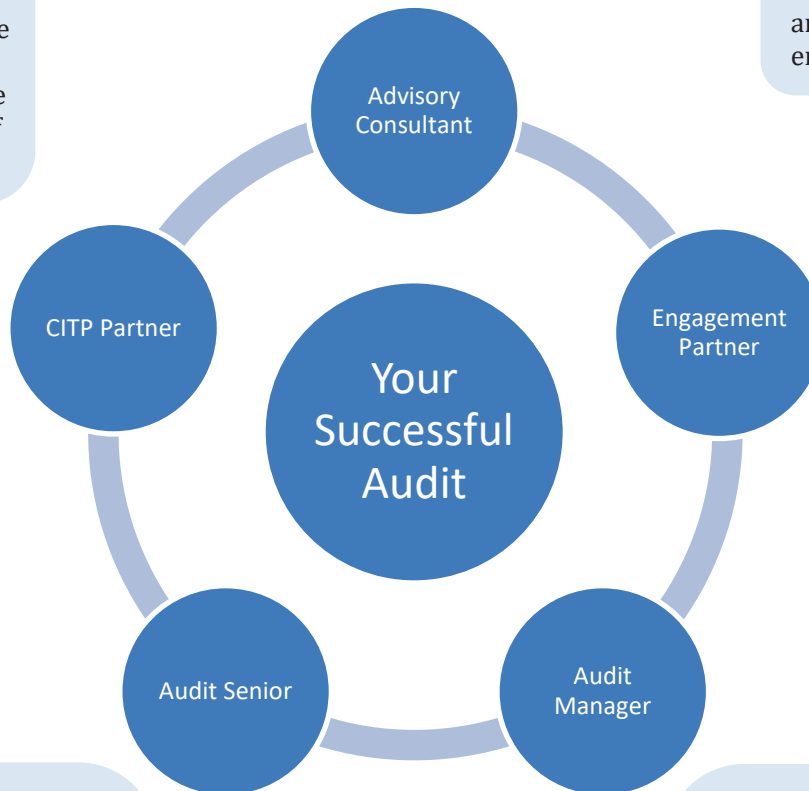 Advisory
Consultant
CITP Partner
Engagement
Partner
Your
Successful
Audit
Audit Senior
Audit
Manager